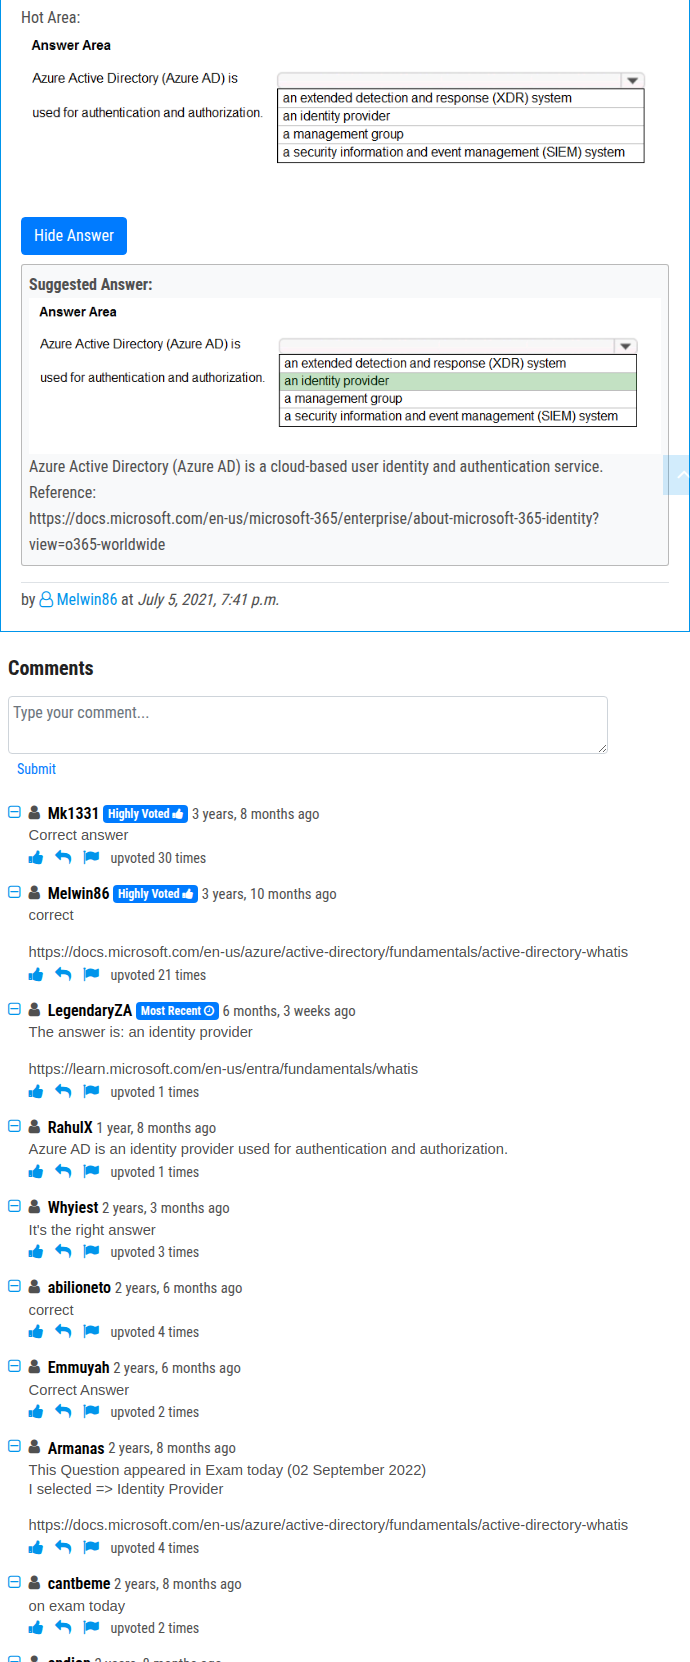 Hot Area:
Answer Area
Azure Active Directory (Azure AD) is
used for authentication and authorization.
an extended detection and response (XDR) system
an identity provider
a management group
a security information and event management (SIEM) system
Hide Answer
Suggested Answer:
Answer Area
Azure Active Directory (Azure AD) is
used for authentication and authorization.
an extended detection and response (XDR) system
an identity provider
a management group
a security information and event management (SIEM) system
Azure Active Directory (Azure AD) is a cloud-based user identity and authentication service.
Reference:
https://docs.microsoft.com/en-us/microsoft-365/enterprise/about-microsoft-365-identity?
view=o365-worldwide
by Melwin86 at July 5, 2021, 7:41 p.m.
Comments
Type your comment...
Submit
Mk1331 Highly Voted 3 years, 8 months ago
Correct answer
upvoted 30 times
Melwin86 Highly Voted 3 years, 10 months ago
correct
https://docs.microsoft.com/en-us/azure/active-directory/fundamentals/active-directory-whatis
upvoted 21 times
LegendaryZA Most Recent 6 months, 3 weeks ago
The answer is: an identity provider
https://learn.microsoft.com/en-us/entra/fundamentals/whatis
upvoted 1 times
RahulX 1 year, 8 months ago
Azure AD is an identity provider used for authentication and authorization.
upvoted 1 times
Whyiest 2 years, 3 months ago
It's the right answer
upvoted 3 times
abilioneto 2 years, 6 months ago
correct
upvoted 4 times
Emmuyah 2 years, 6 months ago
Correct Answer
upvoted 2 times
Armanas 2 years, 8 months ago
This Question appeared in Exam today (02 September 2022)
I selected => Identity Provider
https://docs.microsoft.com/en-us/azure/active-directory/fundamentals/active-directory-whatis
upvoted 4 times
cantbeme 2 years, 8 months ago
on exam today
upvoted 2 times